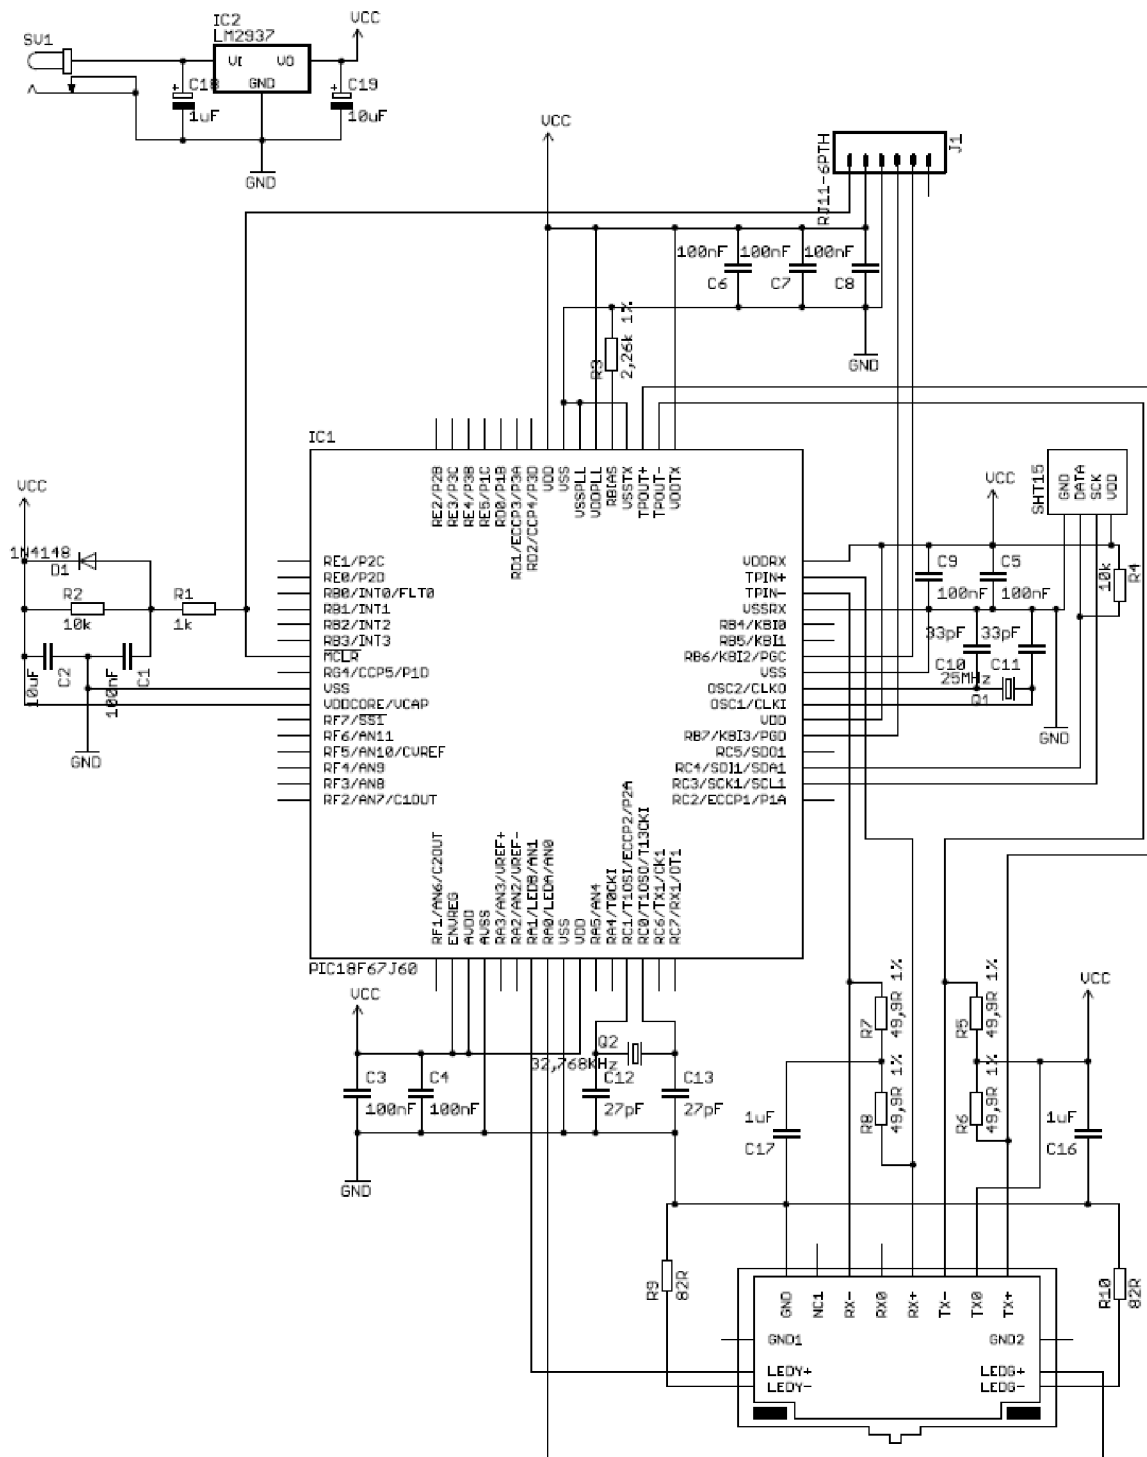 IC2
LM2937
VCC
SV1
VI
VO
GND
C18
1uF
C19
10uF
GND
VCC
RJ11-6PTH
J1
100nF
100nF
100nF
C6
C7
C8
R3
2,26k 1%
GND
IC1
RE2/P2B
RE3/P3C
RE4/P3B
RE5/P1C
RD0/P1B
RD1/ECCP3/P3A
RD2/CCP4/P3D
VDD
VSS
VSSPLL
VDDPLL
RBIAS
VSSTX
TPOUT+
TPOUT-
VDDTX
VCC
1N4148
D1
R2
10k
R1
1k
10uF
C2
100nF
C1
GND
RE1/P2C
RE0/P2D
RB0/INT0/FLT0
RB1/INT1
RB2/INT2
RB3/INT3
MCLR
RG4/CCP5/P1D
VSS
VDDCORE/VCAP
RF7/SS1
RF6/AN11
RF5/AN10/CVREF
RF4/AN9
RF3/AN8
RF2/AN7/C1OUT
VDDRX
TPIN+
TPIN-
VSSRX
RB4/KBI0
RB5/KBI1
RB6/KBI2/PGC
VSS
OSC2/CLKO
OSC1/CLKI
VDD
RB7/KBI3/PGD
RC5/SDO1
RC4/SDI1/SDA1
RC3/SCK1/SCL1
RC2/ECCP1/P1A
VCC
SHT15
GND
DATA
SCK
VDD
C9
100nF
C5
100nF
10k
R4
33pF
33pF
C10
C11
25MHz
Q1
GND
RF1/AN6/C2OUT
ENVREG
AVDD
AVSS
RA3/AN3/VREF+
RA2/AN2/VREF-
RA1/LEDB/AN1
RA0/LEDA/AN0
VSS
VDD
RA5/AN4
RA4/T0CKI
RC1/T1OSI/ECCP2/P2A
RC0/T1OSO/T13CKI
RC6/TX1/CK1
RC7/RX1/DT1
PIC18F67J60
VCC
C3
100nF
C4
100nF
Q2
32,768KHz
C12
27pF
C13
27pF
GND
R7
49,9R 1%
R8
49,9R 1%
R5
49,9R 1%
R6
49,9R 1%
VCC
1uF
C17
1uF
C16
R9
82R
R10
82R
GND
NC1
RX-
RX0
RX+
TX-
TX0
TX+
GND1
GND2
LEDY+
LEDY-
LEDG+
LEDG-